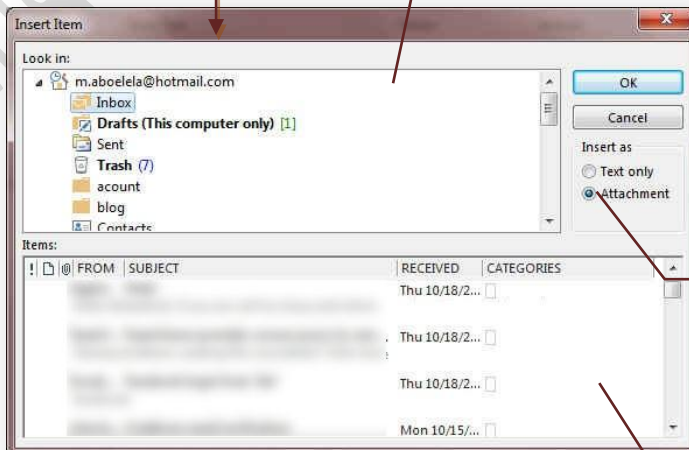 Insert Item
Look in:
m.aboelela@hotmail.com
Inbox
Drafts (This computer only) [1]
Sent
Trash (7)
acount
blog
Contacts
OK
Cancel
Insert as
Text only
Attachment
Items:
! FROM SUBJECT RECEIVED CATEGORIES
Thu 10/18/2...
Thu 10/18/2...
Thu 10/18/2...
Mon 10/15/...